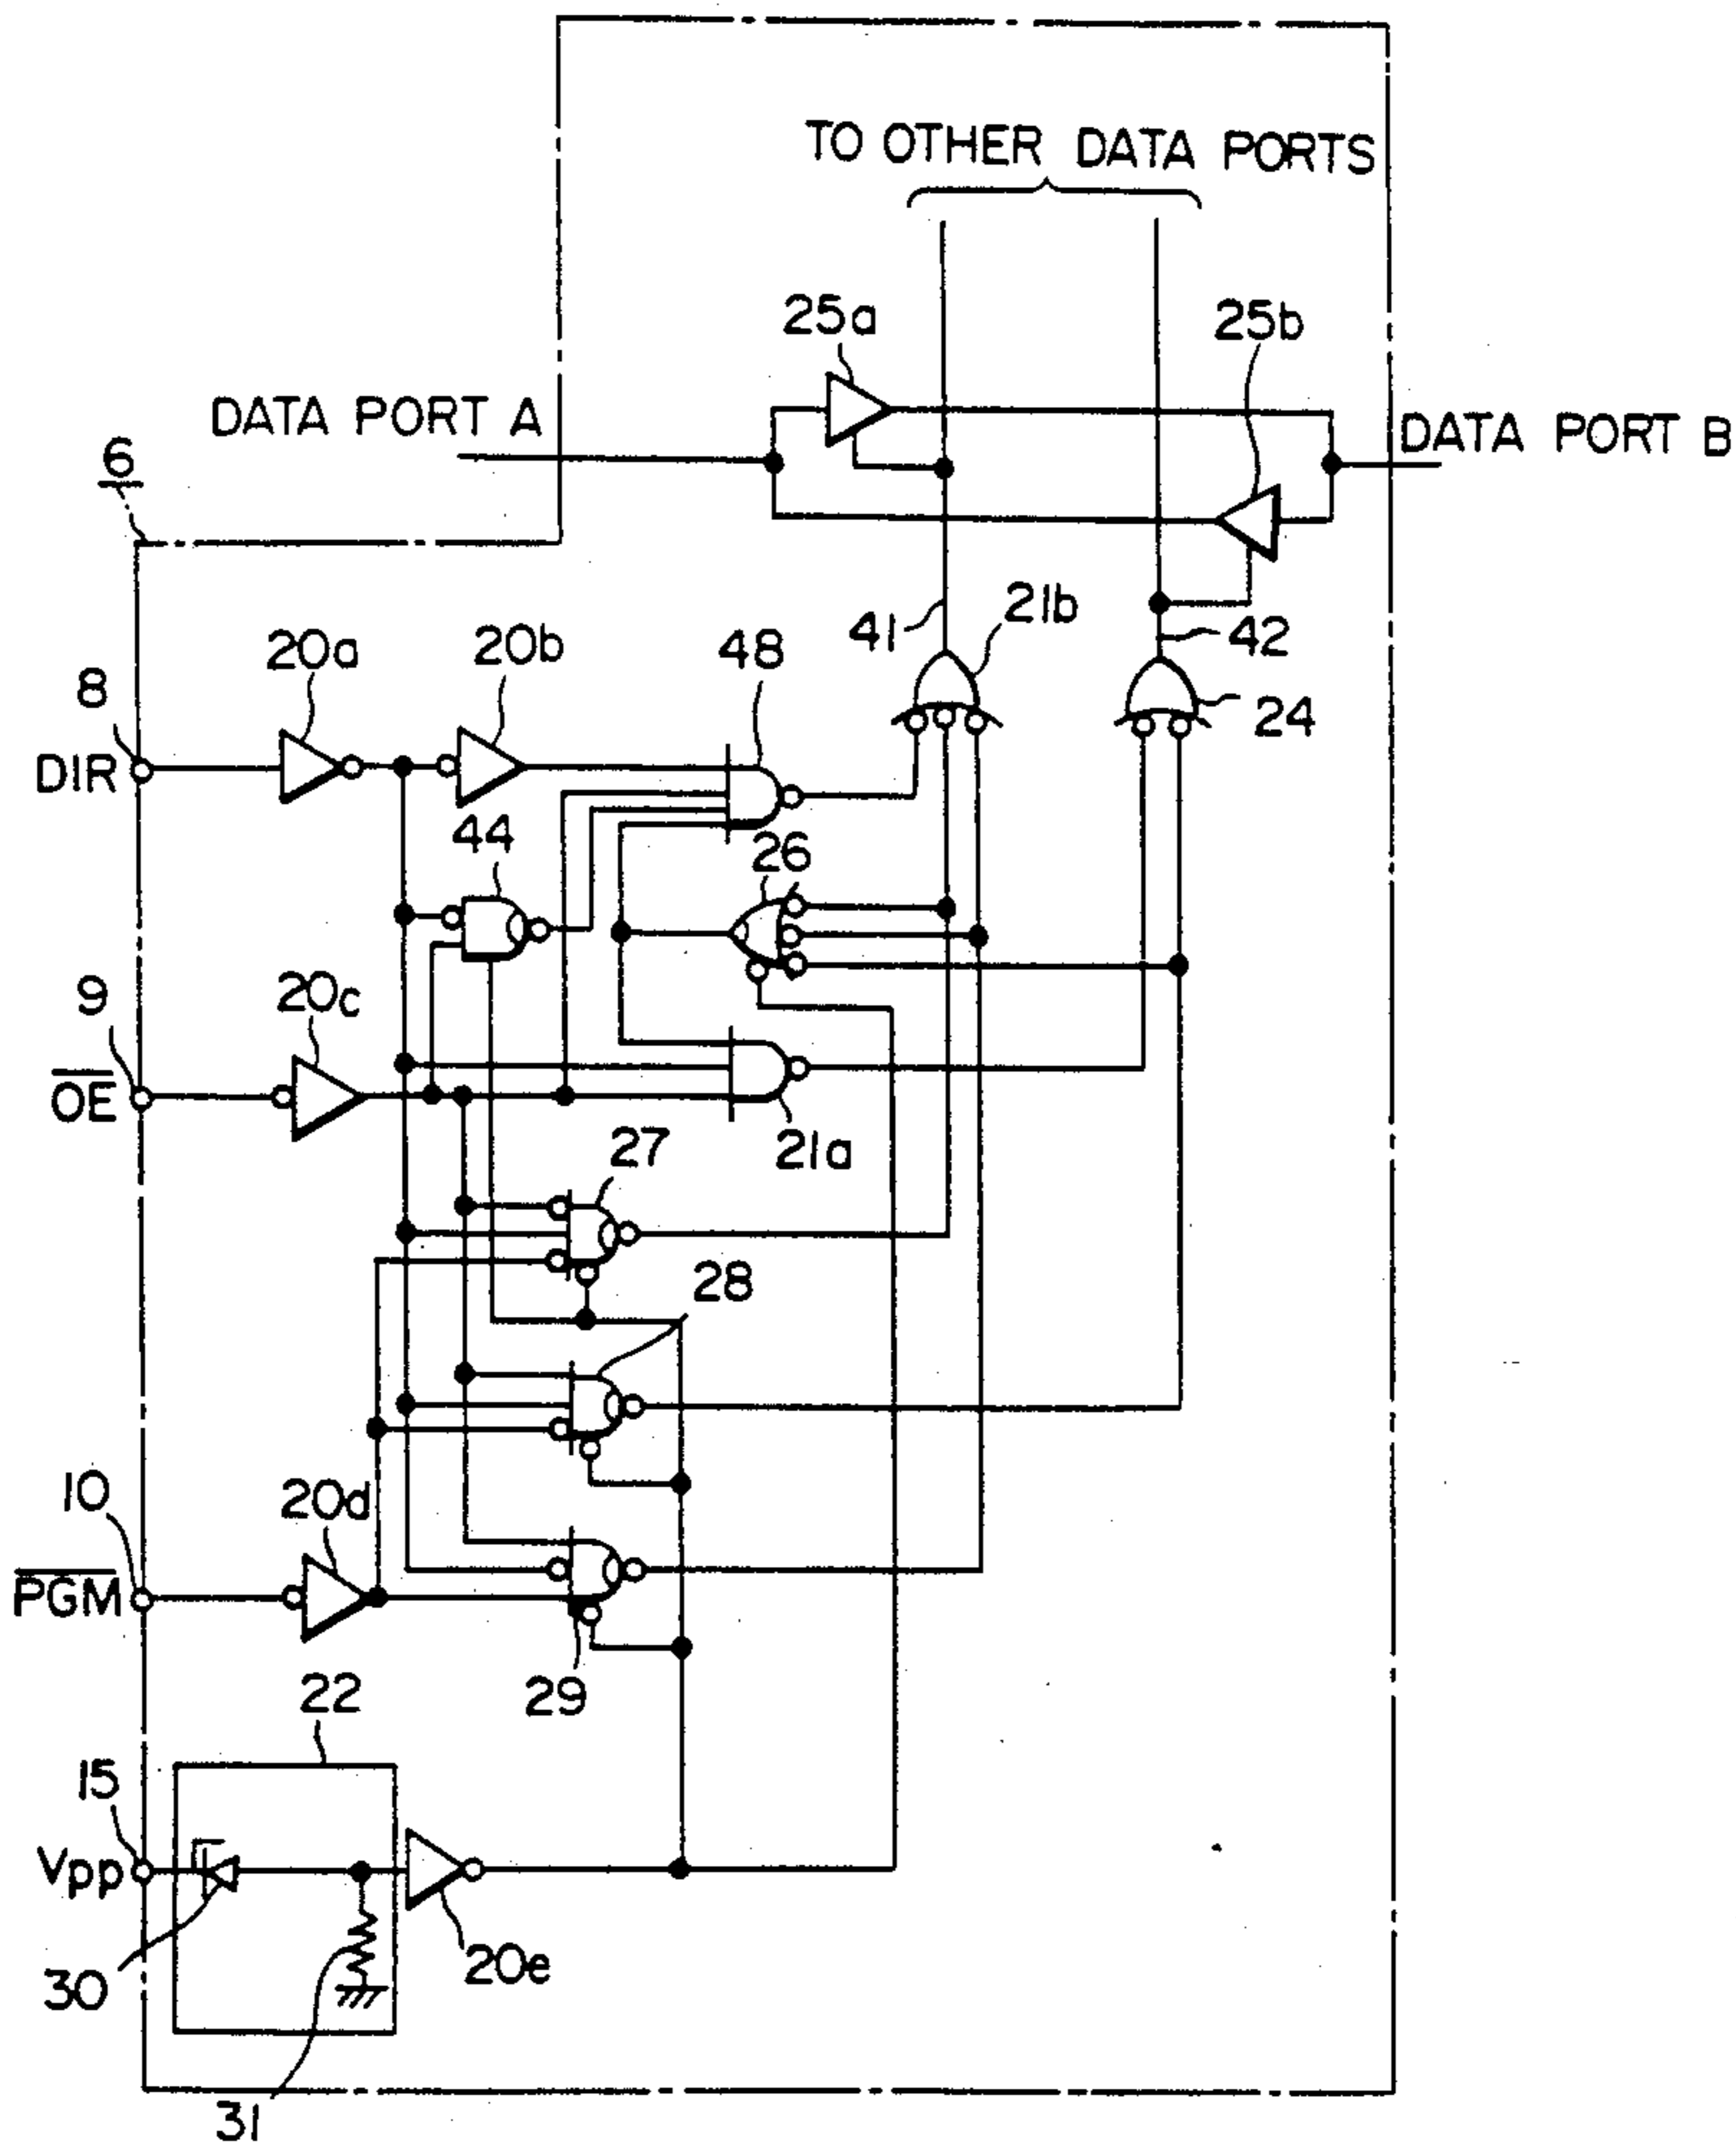 TO OTHER DATA PORTS
25a
25b
DATA PORT A
DATA PORT B
6
41
21b
42
24
20a
20b
48
8
DIR
44
26
9
20c
OE
21a
27
28
10
20d
PGM
29
22
15
Vpp
30
20e
31